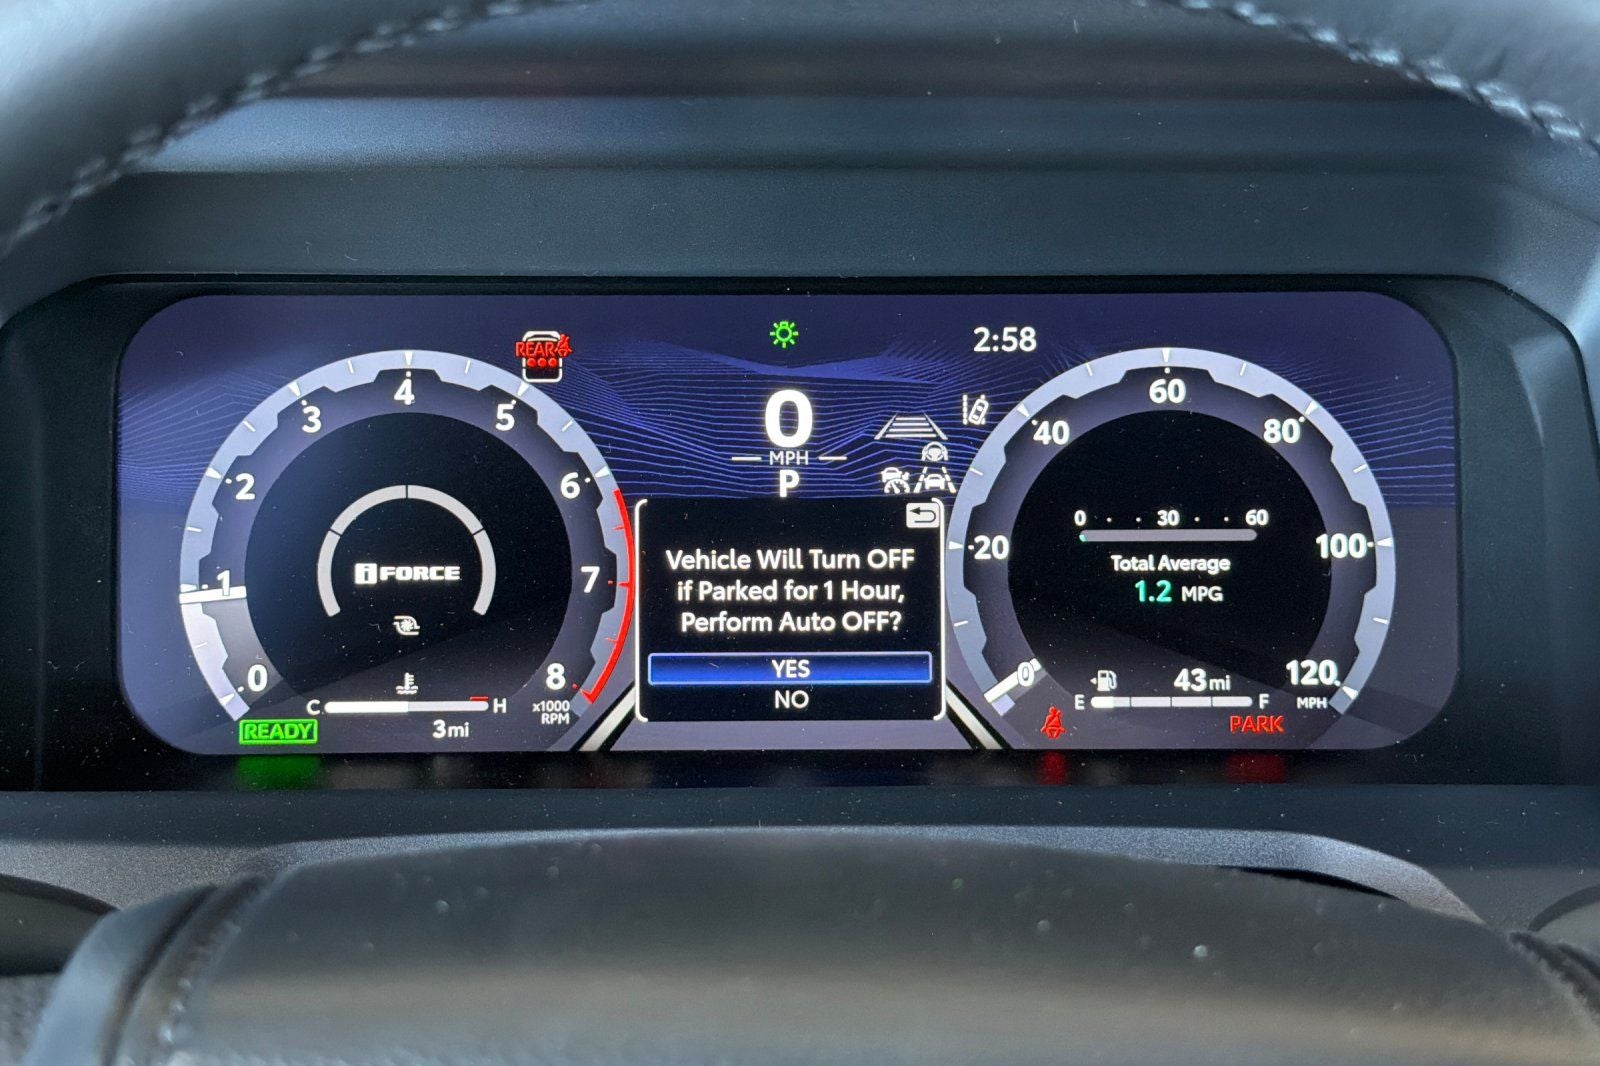 REAR
2:58
0
MPH
P
0
1
2
3
4
5
6
7
8
x1000
RPM
i FORCE
C
H
3mi
READY
Vehicle Will Turn OFF
if Parked for 1 Hour,
Perform Auto OFF?
YES
NO
0
20
40
60
80
100
120
MPH
0 30 60
Total Average
1.2 MPG
43mi
E
F
PARK